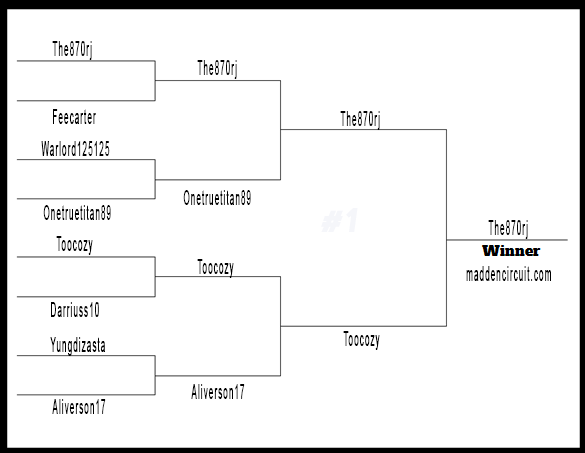 The870rj
Feecarter
Warlord125125
Onetruetitan89
Toocozy
Darriuss10
Yungdizasta
Aliverson17
The870rj
Onetruetitan89
Toocozy
Aliverson17
The870rj
Toocozy
#1
The870rj
Winner
maddencircuit.com